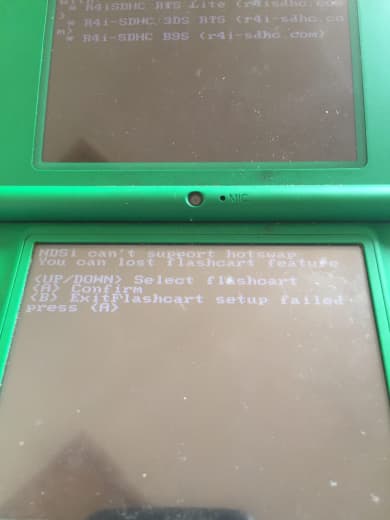 * R4iSDHC RTS Lite (r4isdhc.com
* R4i-SDHC 3DS RTS (r4i-sdhc.co
m)
* R4i-SDHC B9S (r4i-sdhc.com)
MIC
NDSi can't support hotswap
You can lost flashcart feature
<UP/DOWN> Select flashcart
<A> Confirm
<B> ExitFlashcart setup failed
press <A>